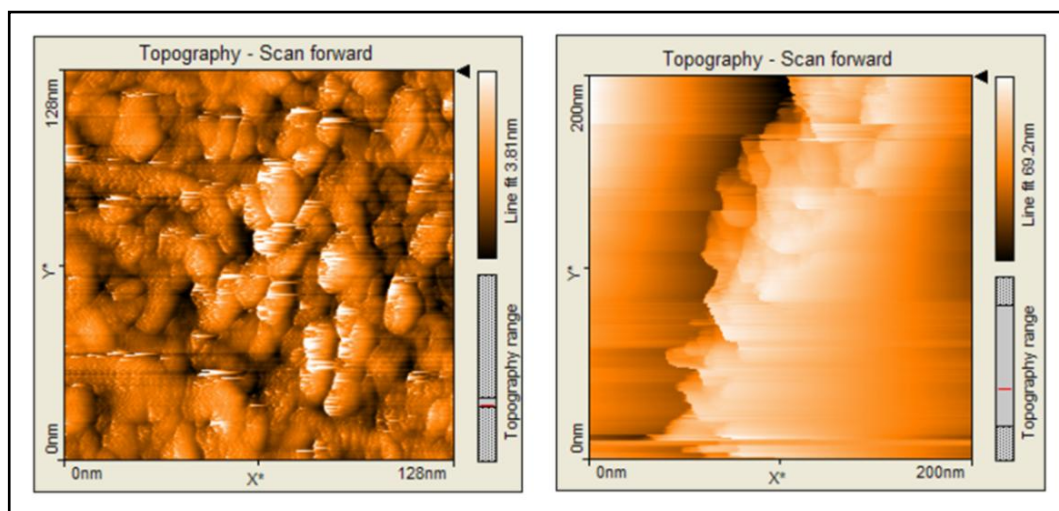 Topography - Scan forward
128nm
Y*
0nm
0nm
X*
128nm
Line fit 3.81nm
Topography range
Topography - Scan forward
200nm
Y*
0nm
0nm
X*
200nm
Line fit 69.2nm
Topography range